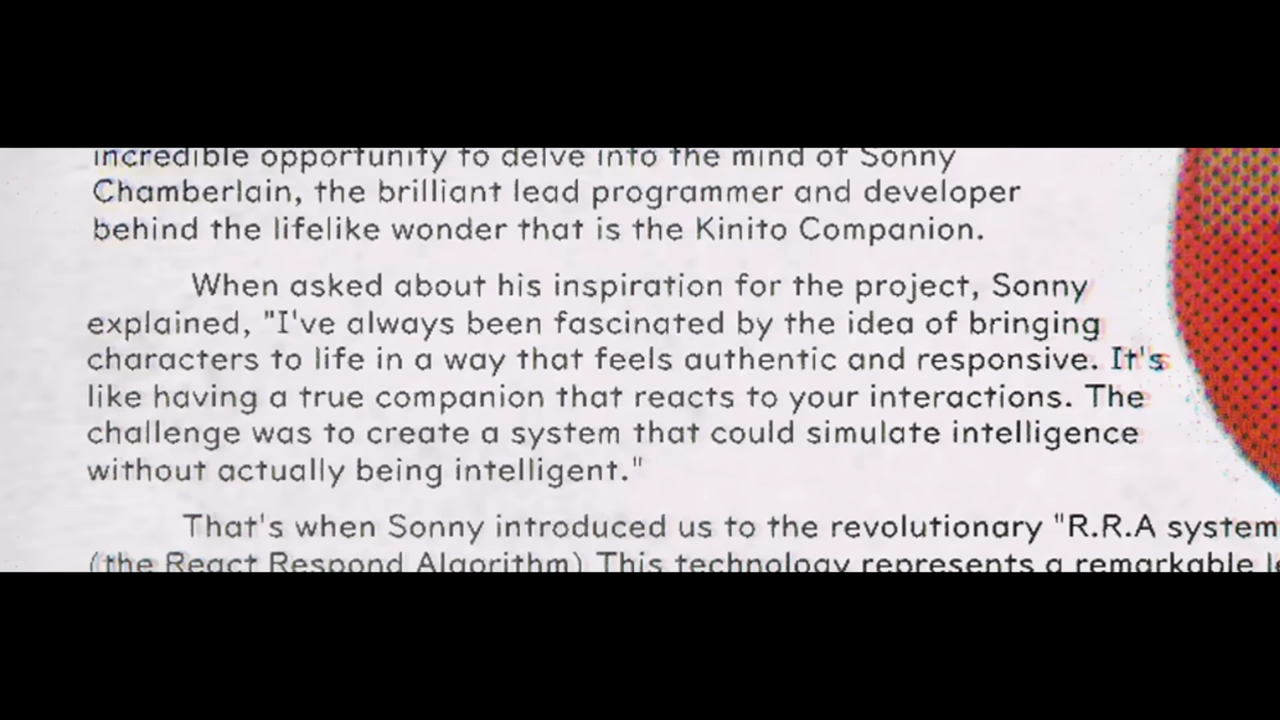 incredible opportunity to delve into the mind of Sonny
Chamberlain, the brilliant lead programmer and developer
behind the lifelike wonder that is the Kinito Companion.
When asked about his inspiration for the project, Sonny
explained, "I've always been fascinated by the idea of bringing
characters to life in a way that feels authentic and responsive. It's
like having a true companion that reacts to your interactions. The
challenge was to create a system that could simulate intelligence
without actually being intelligent."
That's when Sonny introduced us to the revolutionary "R.R.A system
(the React Respond Algorithm) This technology represents a remarkable